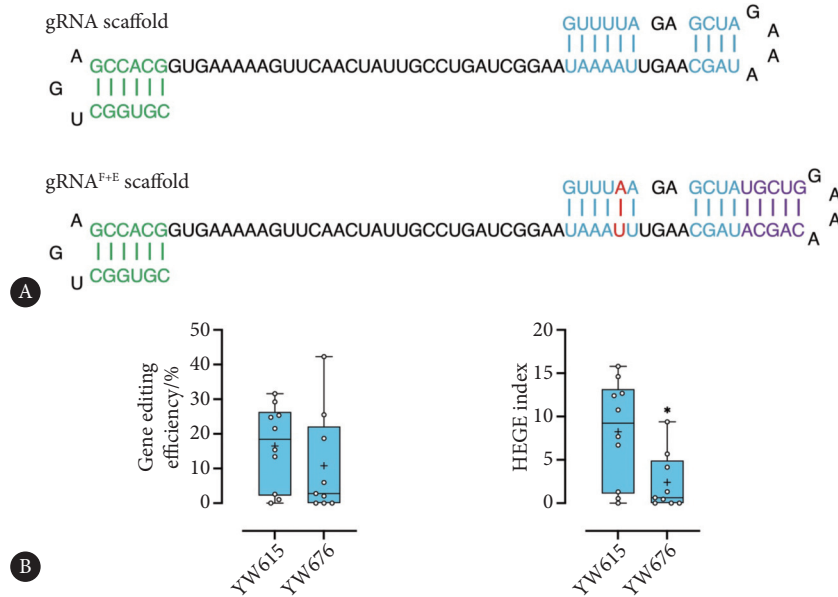 gRNA scaffold
GUUUUA GA GCUA G
A
A
A GCCACGGUGAAAAAGUUCAACUAUUGCCUGAUCGGAAUAAAAUUGAACGAU A
G
U CGGUGC
gRNAF+E scaffold
GUUUAA GA GCUAUGCUG G
A
A
A GCCACGGUGAAAAAGUUCAACUAUUGCCUGAUCGGAAUAAAUUUGAACGAUACGAC A
G
U CGGUGC
A
Gene editing
efficiency/%
50
40
30
20
10
0
YW615
YW676
HEGE index
20
15
10
5
0
*
YW615
YW676
B